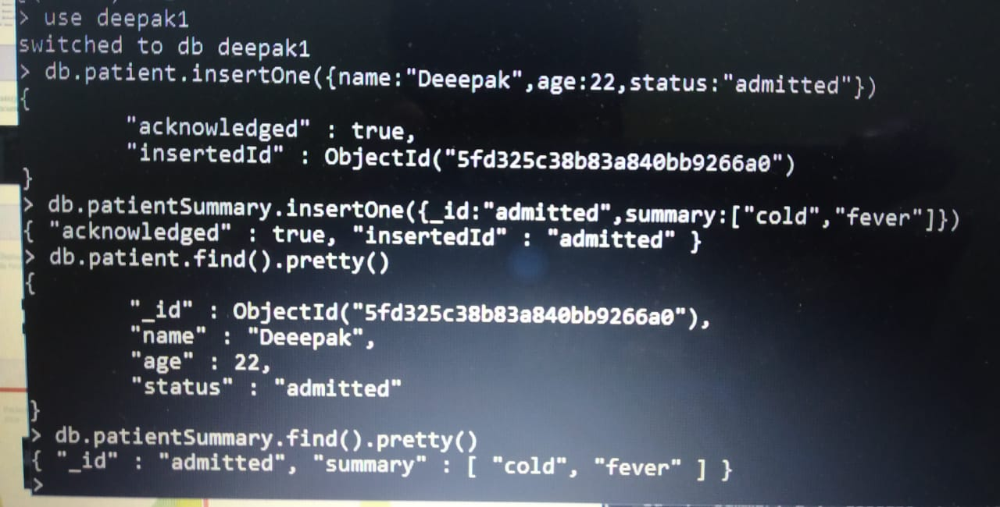 > use deepak1
switched to db deepak1
> db.patient.insertOne({name:"Deeepak",age:22,status:"admitted"})
{
        "acknowledged" : true,
        "insertedId" : ObjectId("5fd325c38b83a840bb9266a0")
}
> db.patientSummary.insertOne({_id:"admitted",summary:["cold","fever"]})
{ "acknowledged" : true, "insertedId" : "admitted" }
> db.patient.find().pretty()
{
        "_id" : ObjectId("5fd325c38b83a840bb9266a0"),
        "name" : "Deeepak",
        "age" : 22,
        "status" : "admitted"
}
> db.patientSummary.find().pretty()
{ "_id" : "admitted", "summary" : [ "cold", "fever" ] }
>